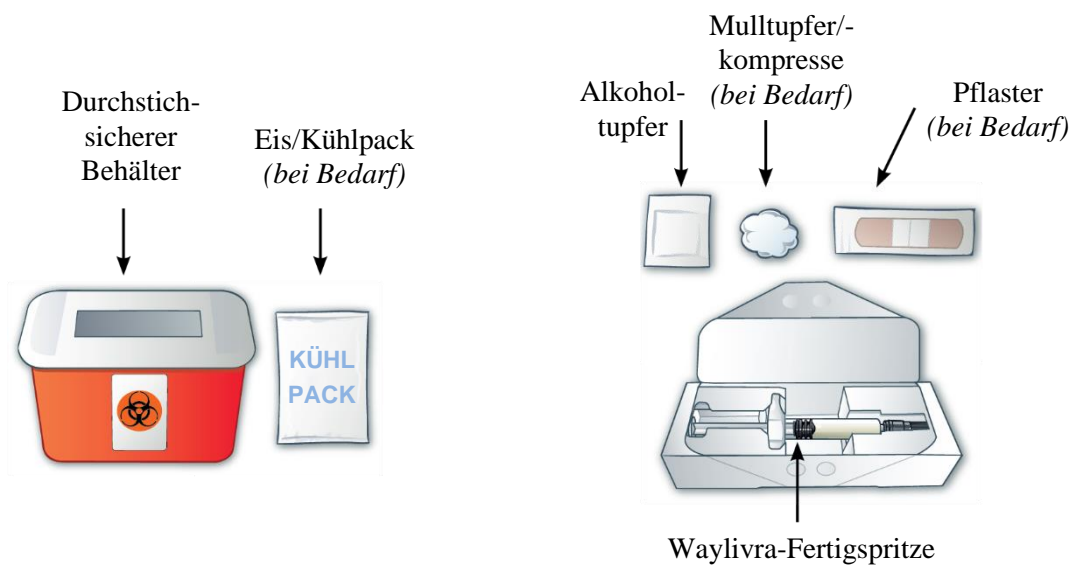 Durchstich-
sicherer
Behälter
Eis/Kühlpack
(bei Bedarf)
KÜHL
PACK
Alkohol-
tupfer
Mulltupfer/-
kompresse
(bei Bedarf)
Pflaster
(bei Bedarf)
Waylivra-Fertigspritze